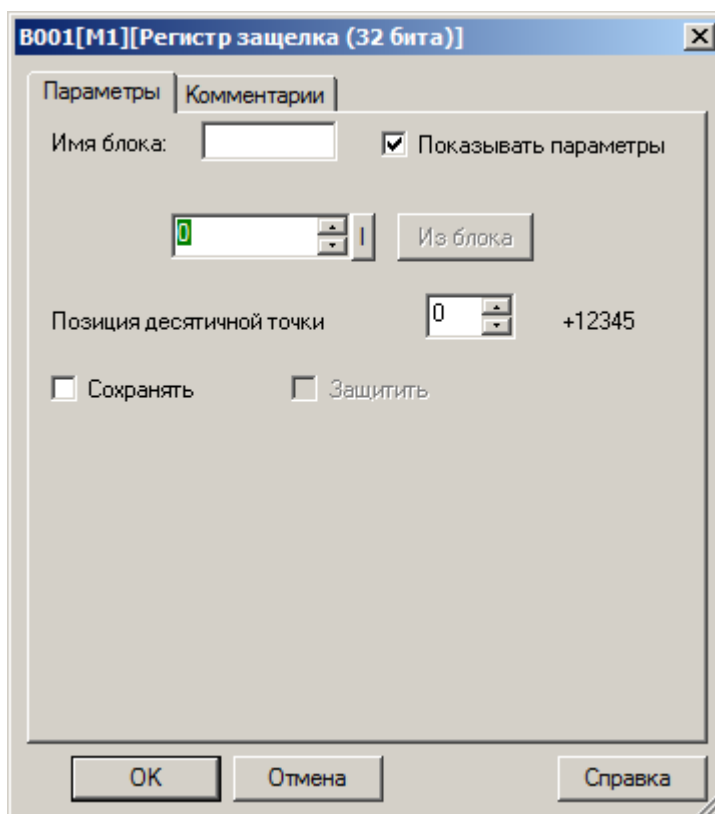 B001[M1][Регистр защелка (32 бита)]
Параметры Комментарии
Имя блока: Показывать параметры
0 I Из блока
Позиция десятичной точки 0 +12345
Сохранять Защитить
OK Отмена Справка